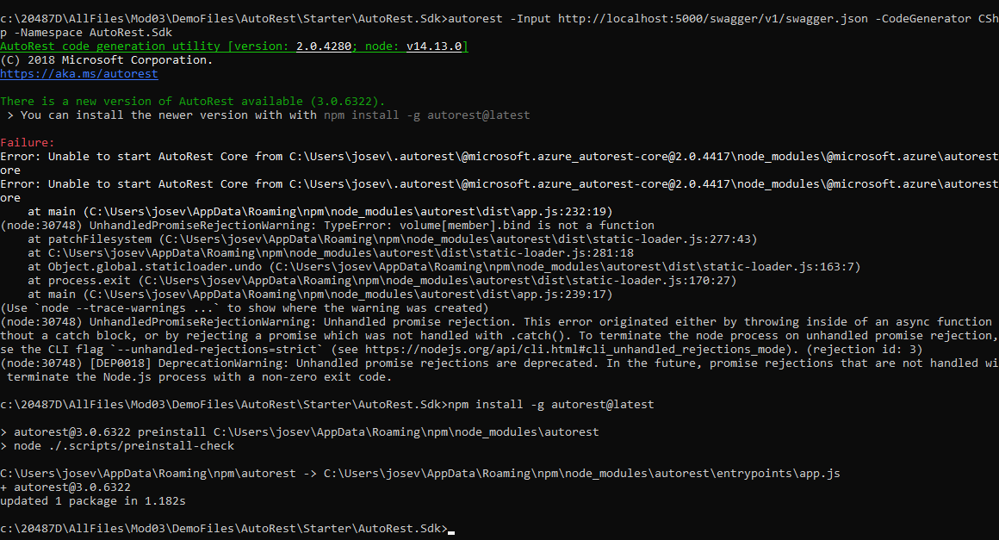 c:\20487D\AllFiles\Mod03\DemoFiles\AutoRest\Starter\AutoRest.Sdk>autorest -Input http://localhost:5000/swagger/v1/swagger.json -CodeGenerator CSh
p -Namespace AutoRest.Sdk
AutoRest code generation utility [version: 2.0.4280; node: v14.13.0]
(C) 2018 Microsoft Corporation.
https://aka.ms/autorest
There is a new version of AutoRest available (3.0.6322).
> You can install the newer version with with npm install -g autorest@latest
Failure:
Error: Unable to start AutoRest Core from C:\Users\josev\.autorest\@microsoft.azure_autorest-core@2.0.4417\node_modules\@microsoft.azure\autorest
ore
Error: Unable to start AutoRest Core from C:\Users\josev\.autorest\@microsoft.azure_autorest-core@2.0.4417\node_modules\@microsoft.azure\autorest
ore
at main (C:\Users\josev\AppData\Roaming\npm\node_modules\autorest\dist\app.js:232:19)
(node:30748) UnhandledPromiseRejectionWarning: TypeError: volume[member].bind is not a function
at patchFilesystem (C:\Users\josev\AppData\Roaming\npm\node_modules\autorest\dist\static-loader.js:277:43)
at C:\Users\josev\AppData\Roaming\npm\node_modules\autorest\dist\static-loader.js:281:18
at Object.global.staticloader.undo (C:\Users\josev\AppData\Roaming\npm\node_modules\autorest\dist\static-loader.js:163:7)
at process.exit (C:\Users\josev\AppData\Roaming\npm\node_modules\autorest\dist\static-loader.js:170:27)
at main (C:\Users\josev\AppData\Roaming\npm\node_modules\autorest\dist\app.js:239:17)
(Use `node --trace-warnings ...` to show where the warning was created)
(node:30748) UnhandledPromiseRejectionWarning: Unhandled promise rejection. This error originated either by throwing inside of an async function
thout a catch block, or by rejecting a promise which was not handled with .catch(). To terminate the node process on unhandled promise rejection,
se the CLI flag `--unhandled-rejections=strict` (see https://nodejs.org/api/cli.html#cli_unhandled_rejections_mode). (rejection id: 3)
(node:30748) [DEP0018] DeprecationWarning: Unhandled promise rejections are deprecated. In the future, promise rejections that are not handled wi
terminate the Node.js process with a non-zero exit code.
c:\20487D\AllFiles\Mod03\DemoFiles\AutoRest\Starter\AutoRest.Sdk>npm install -g autorest@latest
> autorest@3.0.6322 preinstall C:\Users\josev\AppData\Roaming\npm\node_modules\autorest
> node ./.scripts/preinstall-check
C:\Users\josev\AppData\Roaming\npm\autorest -> C:\Users\josev\AppData\Roaming\npm\node_modules\autorest\entrypoints\app.js
+ autorest@3.0.6322
updated 1 package in 1.182s
c:\20487D\AllFiles\Mod03\DemoFiles\AutoRest\Starter\AutoRest.Sdk>